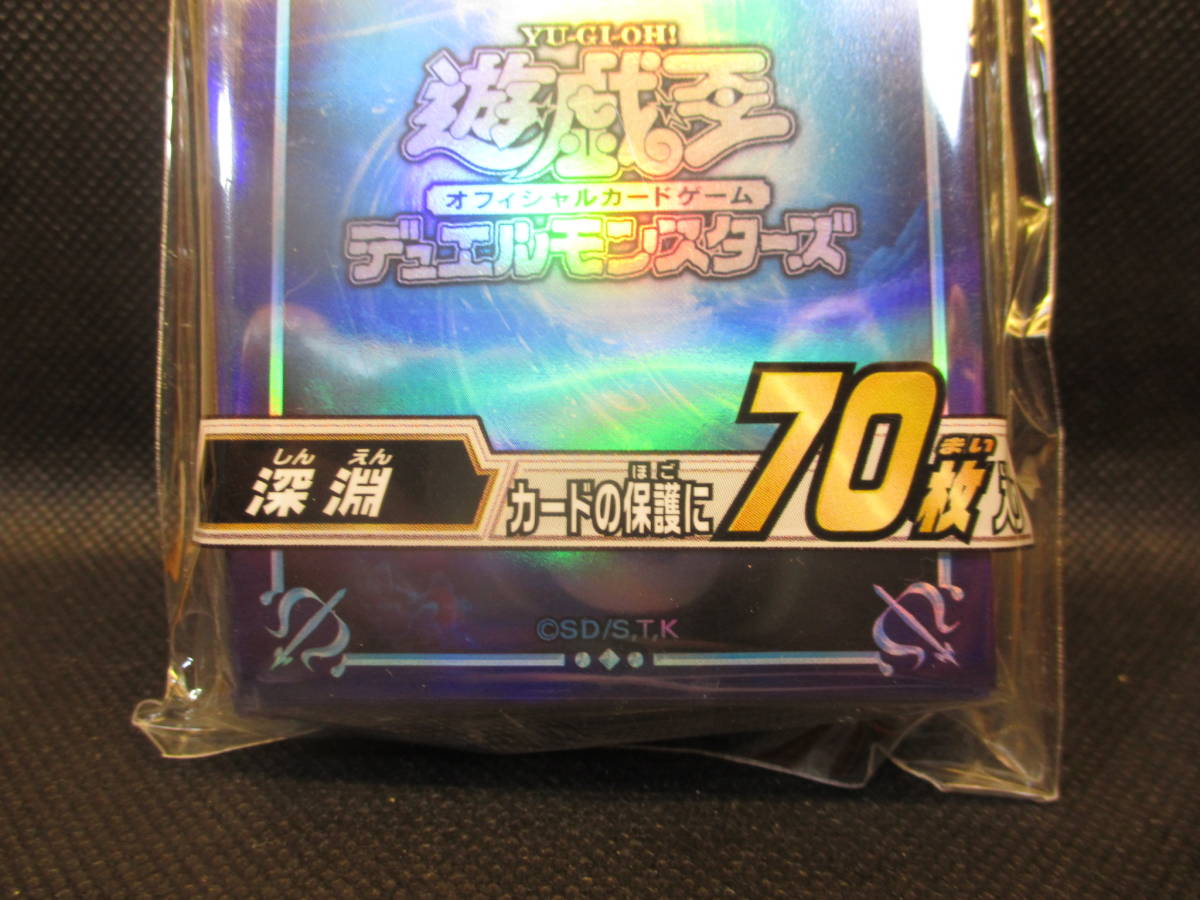 YU-GI-OH!
遊戯王
オフィシャルカードゲーム
デュエルモンスターズ
しん えん
深淵
ほご
カードの保護に
70
まい
枚入
©SD/S,T,K